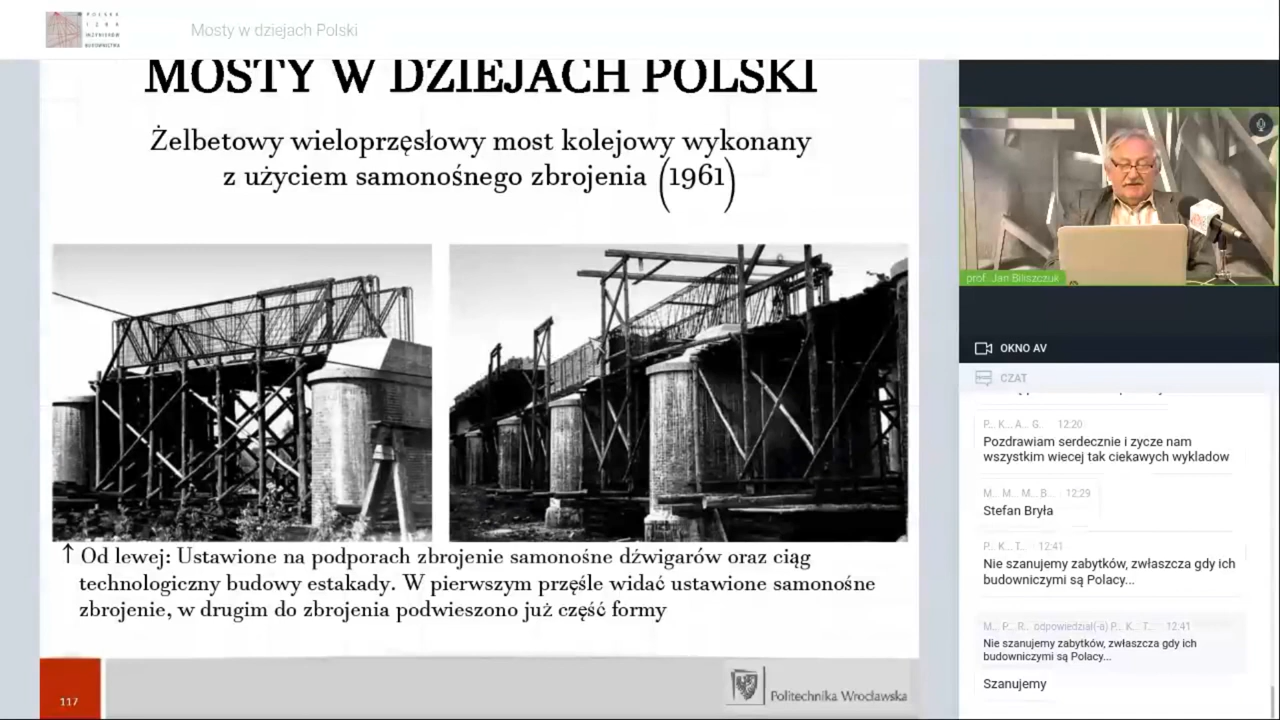 POLSKA
IZBA
INŻYNIERÓW
BUDOWNICTWA
Mosty w dziejach Polski
MOSTY W DZIEJACH POLSKI
Żelbetowy wieloprzęsłowy most kolejowy wykonany
z użyciem samonośnego zbrojenia (1961)
↑ Od lewej: Ustawione na podporach zbrojenie samonośne dźwigarów oraz ciąg
technologiczny budowy estakady. W pierwszym przęśle widać ustawione samonośne
zbrojenie, w drugim do zbrojenia podwieszono już część formy
117
Politechnika Wrocławska
prof. Jan Biliszczuk
OKNO AV
CZAT
P... K... A... G... 12:20
Pozdrawiam serdecznie i zycze nam
wszystkim wiecej tak ciekawych wykladow
M... M... M... B... 12:29
Stefan Bryła
P... K... T... 12:41
Nie szanujemy zabytków, zwłaszcza gdy ich
budowniczymi są Polacy...
M... P... R... odpowiedział(-a) P... K... T... 12:41
Nie szanujemy zabytków, zwłaszcza gdy ich
budowniczymi są Polacy...
Szanujemy